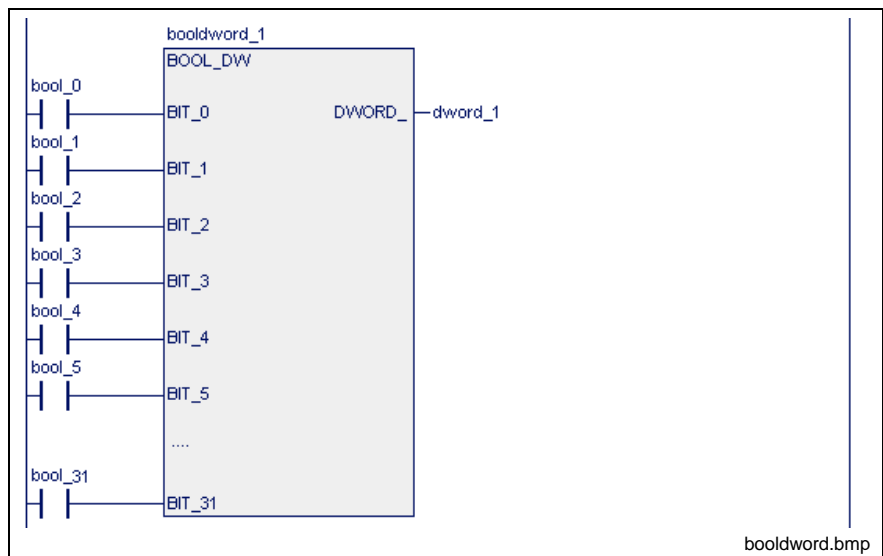 booldword_1
BOOL_DW
bool_0
BIT_0 DWORD_ dword_1
bool_1
BIT_1
bool_2
BIT_2
bool_3
BIT_3
bool_4
BIT_4
bool_5
BIT_5
....
bool_31
BIT_31
booldword.bmp